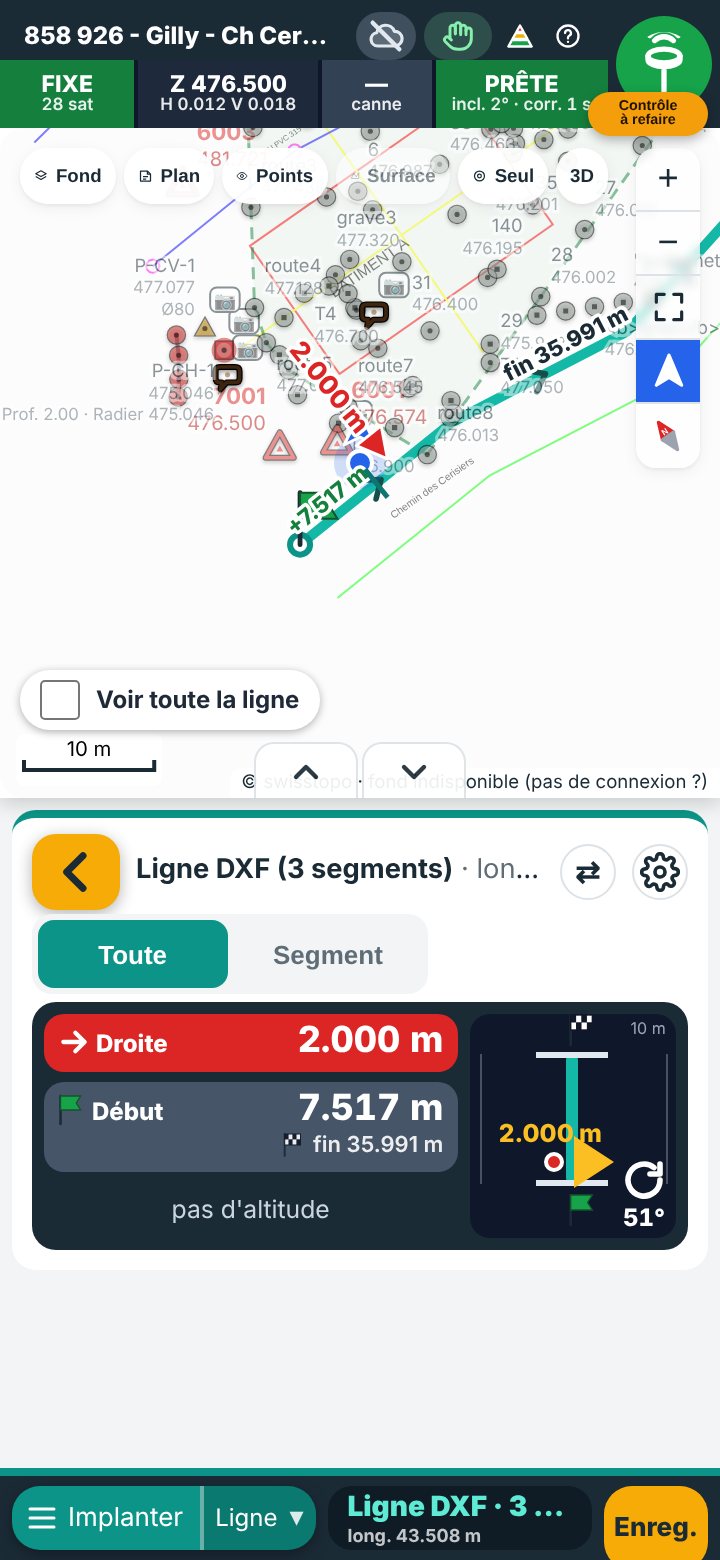 858 926 - Gilly - Ch Cer...
FIXE
28 sat
Z 476.500
H 0.012 V 0.018
—
canne
PRÊTE
incl. 2° · corr. 1 s
Contrôle
à refaire
Fond
Plan
Points
Surface
Seul
3D
6
476.460
476.201
grave3
477.320
140
476.195
P-CV-1
477.077
Ø80
route4
477.128
28
476.002
31
476.400
T4
476.700
29
P-CH-1
475.046
Prof. 2.00 - Radier 475.046
7001
476.500
route7
476.574
477.050
route8
476.013
2.000 m
fin 35.991 m
+7.517 m
Chemin des Cerisiers
Voir toute la ligne
10 m
© swisstopo · fond indisponible (pas de connexion ?)
Ligne DXF (3 segments) · lon...
Toute
Segment
Droite
2.000 m
Début
7.517 m
fin 35.991 m
pas d'altitude
10 m
2.000 m
51°
Implanter
Ligne ▼
Ligne DXF · 3 ...
long. 43.508 m
Enreg.